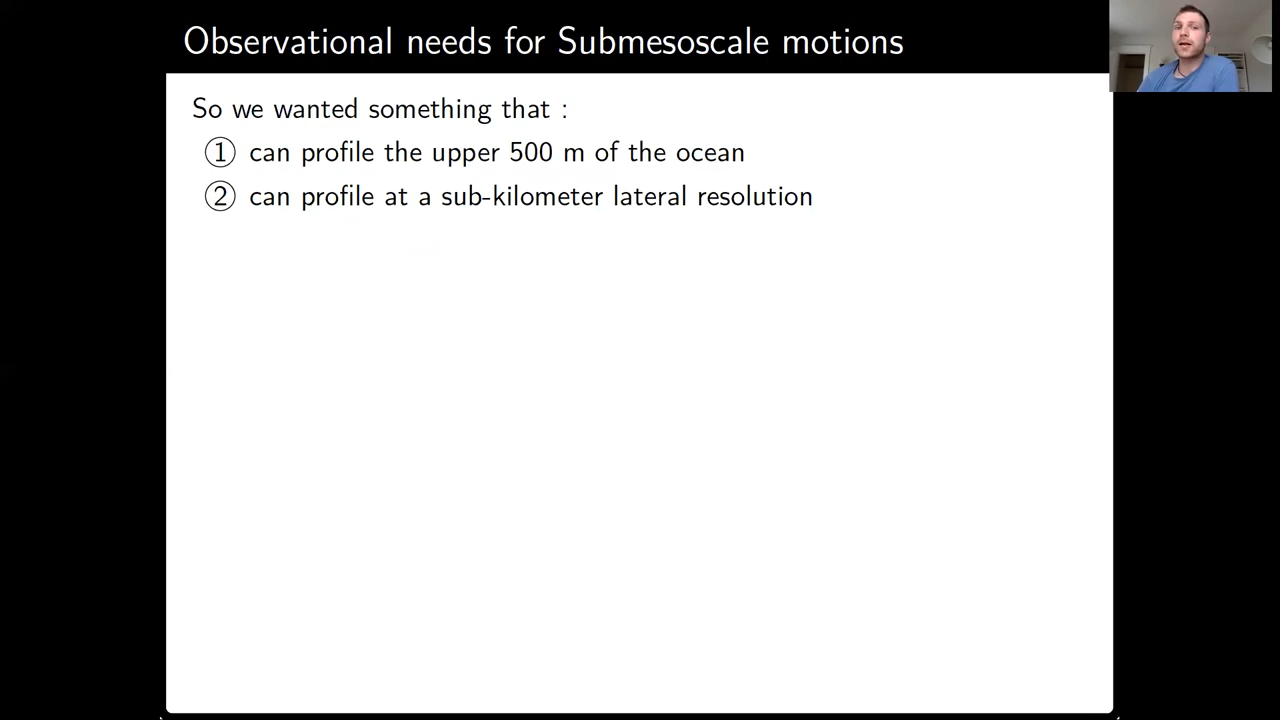 Observational needs for Submesoscale motions
So we wanted something that :
1 can profile the upper 500 m of the ocean
2 can profile at a sub-kilometer lateral resolution